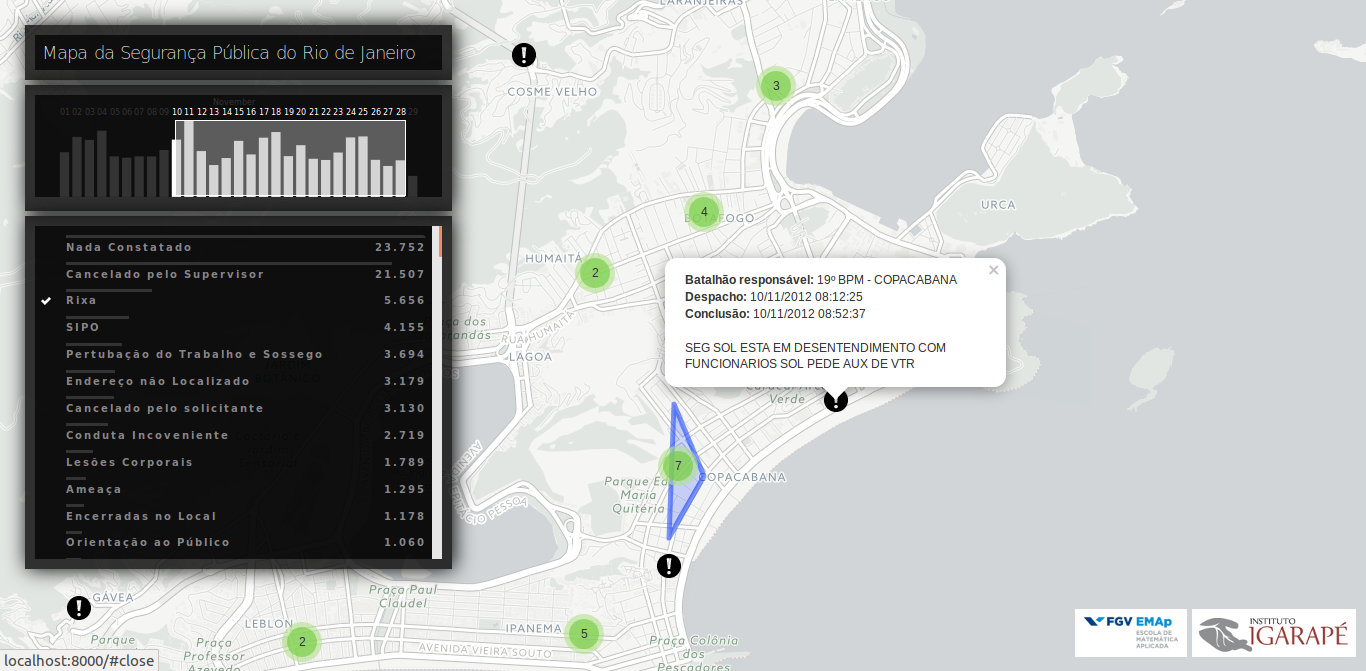 LARANJEIRAS
Mapa da Segurança Pública do Rio de Janeiro
COSME VELHO
3
November
01 02 03 04 05 06 07 08 09 10 11 12 13 14 15 16 17 18 19 20 21 22 23 24 25 26 27 28 29
URCA
4
BOTAFOGO
HUMAITÁ
2
Nada Constatado 23.752
Cancelado pelo Supervisor 21.507
Rixa 5.656
SIPO 4.155
Pertubação do Trabalho e Sossego 3.694
Endereço não Localizado 3.179
Cancelado pelo solicitante 3.130
Conduta Incoveniente 2.719
Lesões Corporais 1.789
Ameaça 1.295
Encerradas no Local 1.178
Orientação ao Público 1.060
RUA HUMAITÁ
LAGOA
×
Batalhão responsável: 19º BPM - COPACABANA
Despacho: 10/11/2012 08:12:25
Conclusão: 10/11/2012 08:52:37
SEG SOL ESTA EM DESENTENDIMENTO COM
FUNCIONARIOS SOL PEDE AUX DE VTR
Verde
7
COPACABANA
Maria
Quitéria
GÁVEA
Praça Paul
Claudel
LEBLON
IPANEMA
5
2
Parque
Praça
Professor
Azevedo
AVENIDA VIEIRA SOUTO
Praça Colônia
dos
Pescadores
FGV EMAp
ESCOLA DE
MATEMÁTICA
APLICADA
INSTITUTO
IGARAPÉ
localhost:8000/#close